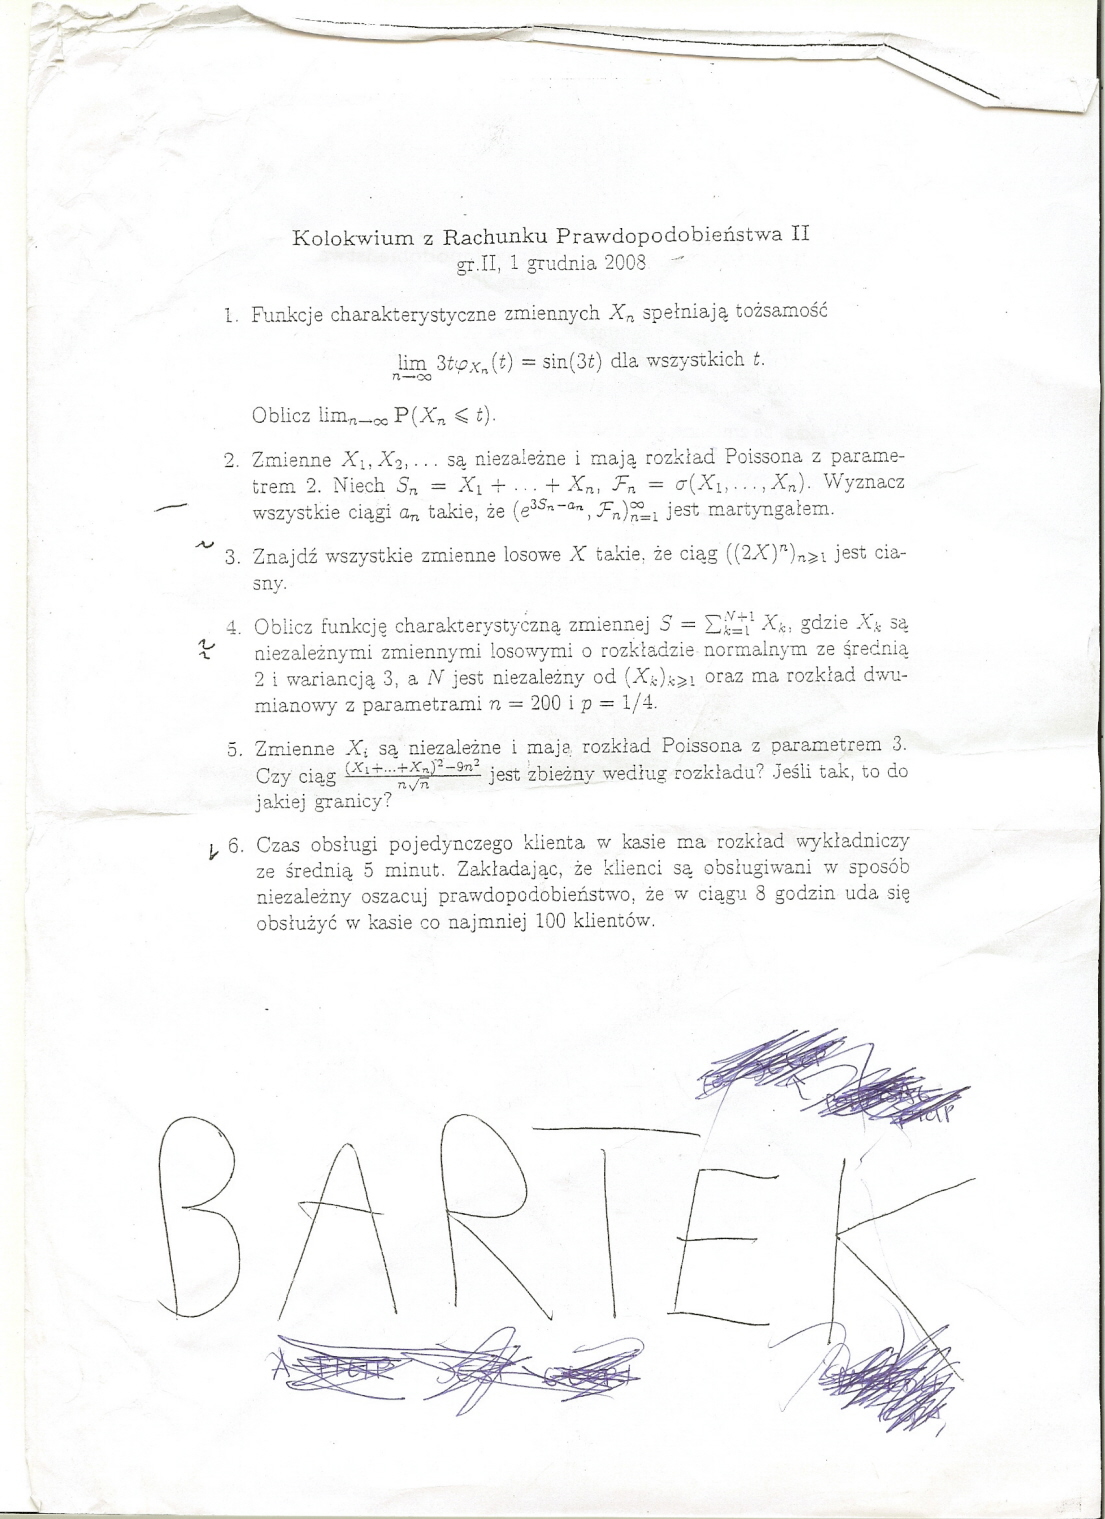 Kolokwium z Rachunku Prawdopodobieństwa II
gr.II, 1 grudnia 2008
1. Funkcje charakterystyczne zmiennych Xₙ spełniają tożsamość
lim n→∞ 3tφ_Xₙ(t) = sin(3t) dla wszystkich t.
Oblicz limₙ→∞ P(Xₙ ⩽ t).
2. Zmienne X₁, X₂, ... są niezależne i mają rozkład Poissona z parame-
trem 2. Niech Sₙ = X₁ + ... + Xₙ, ℱₙ = σ(X₁, ..., Xₙ). Wyznacz
wszystkie ciągi aₙ takie, że (e^{3Sₙ−aₙ}, ℱₙ)^∞_{n=1} jest martyngałem.
3. Znajdź wszystkie zmienne losowe X takie, że ciąg ((2X)ⁿ)ₙ⩾₁ jest cia-
sny.
4. Oblicz funkcję charakterystyczną zmiennej S = ∑_{k=1}^{N+1} Xₖ, gdzie Xₖ są
niezależnymi zmiennymi losowymi o rozkładzie normalnym ze średnią
2 i wariancją 3, a N jest niezależny od (Xₖ)ₖ⩾₁ oraz ma rozkład dwu-
mianowy z parametrami n = 200 i p = 1/4.
5. Zmienne Xᵢ są niezależne i mają rozkład Poissona z parametrem 3.
Czy ciąg ((X₁+...+Xₙ)²−9n²)/(n√n) jest zbieżny według rozkładu? Jeśli tak, to do
jakiej granicy?
6. Czas obsługi pojedynczego klienta w kasie ma rozkład wykładniczy
ze średnią 5 minut. Zakładając, że klienci są obsługiwani w sposób
niezależny oszacuj prawdopodobieństwo, że w ciągu 8 godzin uda się
obsłużyć w kasie co najmniej 100 klientów.
BARTEK